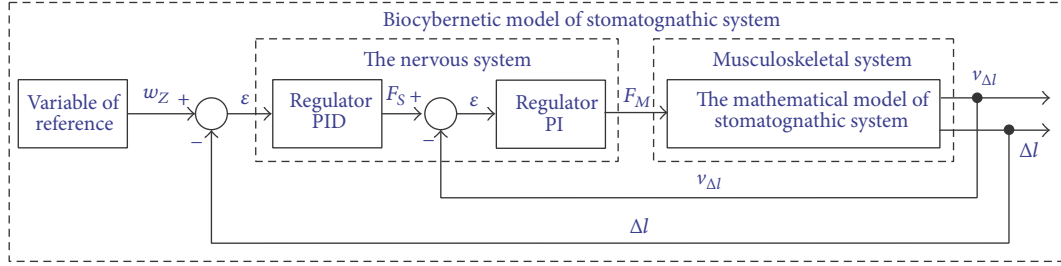 Biocybernetic model of stomatognathic system
The nervous system
Musculoskeletal system
Variable of
reference
w_Z
+
−
ε
Regulator
PID
F_S
+
−
ε
Regulator
PI
F_M
The mathematical model of
stomatognathic system
v_Δl
Δl
v_Δl
Δl